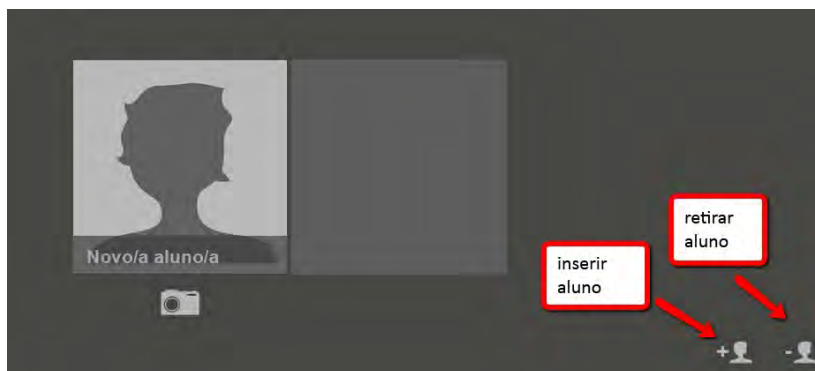 retirar
aluno
Novo/a aluno/a
inserir
aluno
+
-